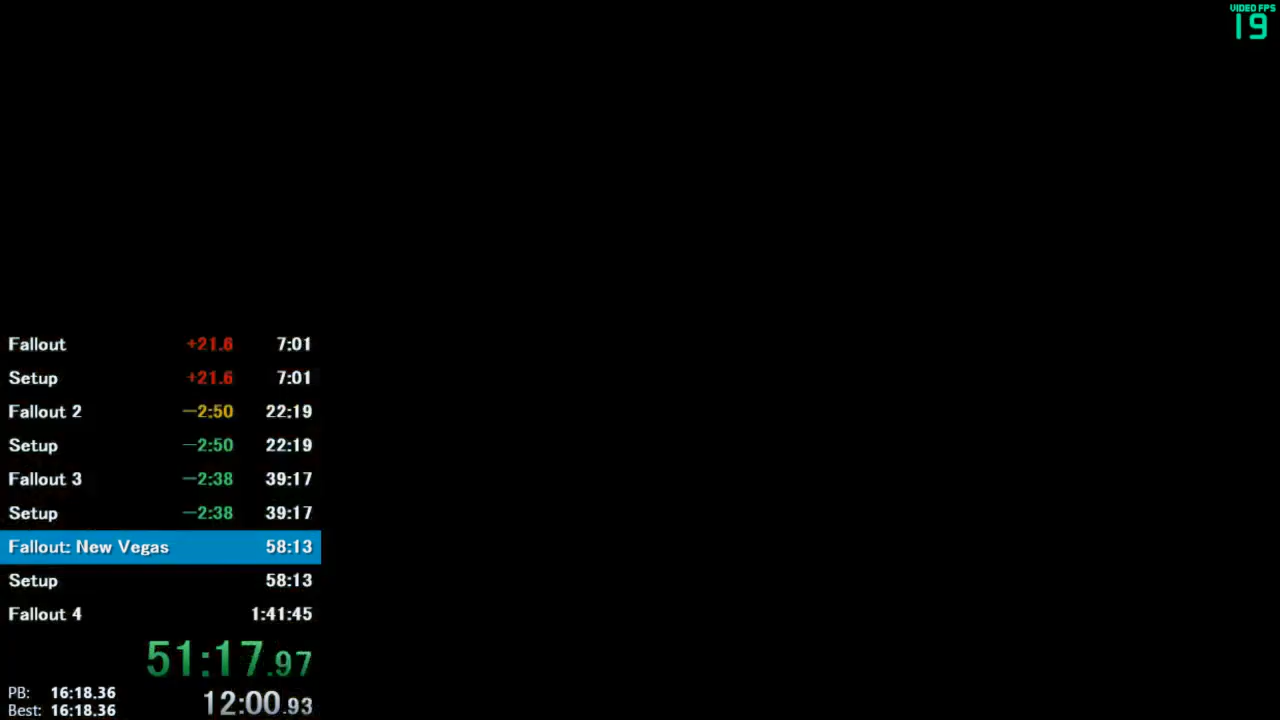 VIDEO FPS
19
Fallout +21.6 7:01
Setup +21.6 7:01
Fallout 2 −2:50 22:19
Setup −2:50 22:19
Fallout 3 −2:38 39:17
Setup −2:38 39:17
Fallout: New Vegas 58:13
Setup 58:13
Fallout 4 1:41:45
51:17.97
PB: 16:18.36 12:00.93
Best: 16:18.36